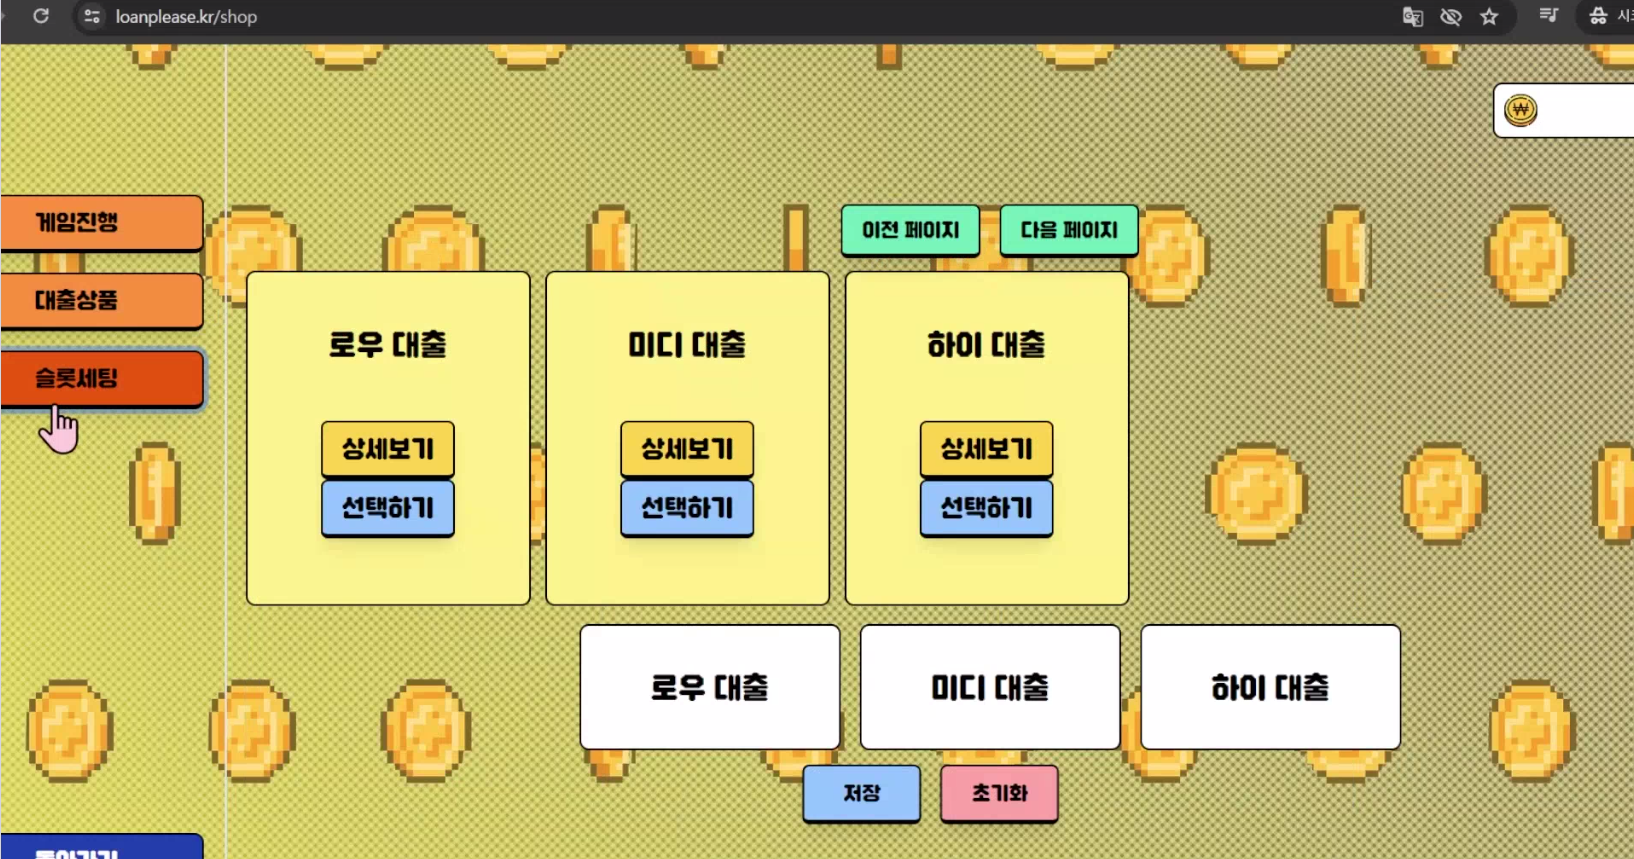 loanplease.kr/shop
게임진행
대출상품
슬롯세팅
이전 페이지
다음 페이지
로우 대출
상세보기
선택하기
미디 대출
상세보기
선택하기
하이 대출
상세보기
선택하기
로우 대출
미디 대출
하이 대출
저장
초기화